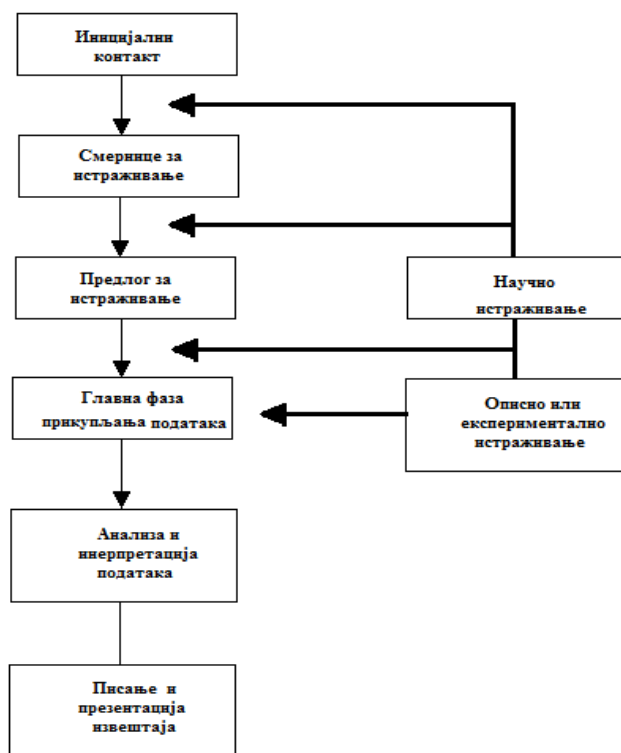 Иницијални
контакт
Смернице за
истраживање
Предлог за
истраживање
Научно
истраживање
Главна фаза
прикупљања података
Описно или
експериментално
истраживање
Анализа и
инерпретација
података
Писање и
презентација
извештаја